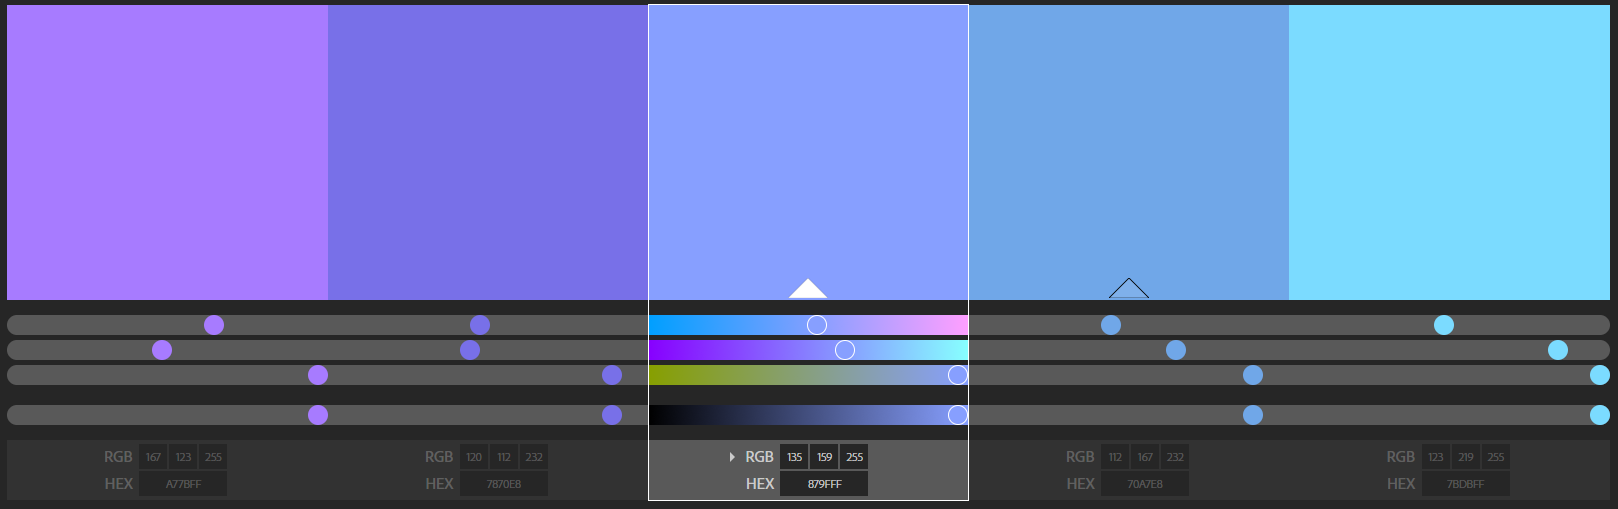 RGB 167 123 255
HEX A77BFF
RGB 120 112 232
HEX 7870E8
RGB 135 159 255
HEX 879FFF
RGB 112 167 232
HEX 70A7E8
RGB 123 219 255
HEX 7BDBFF